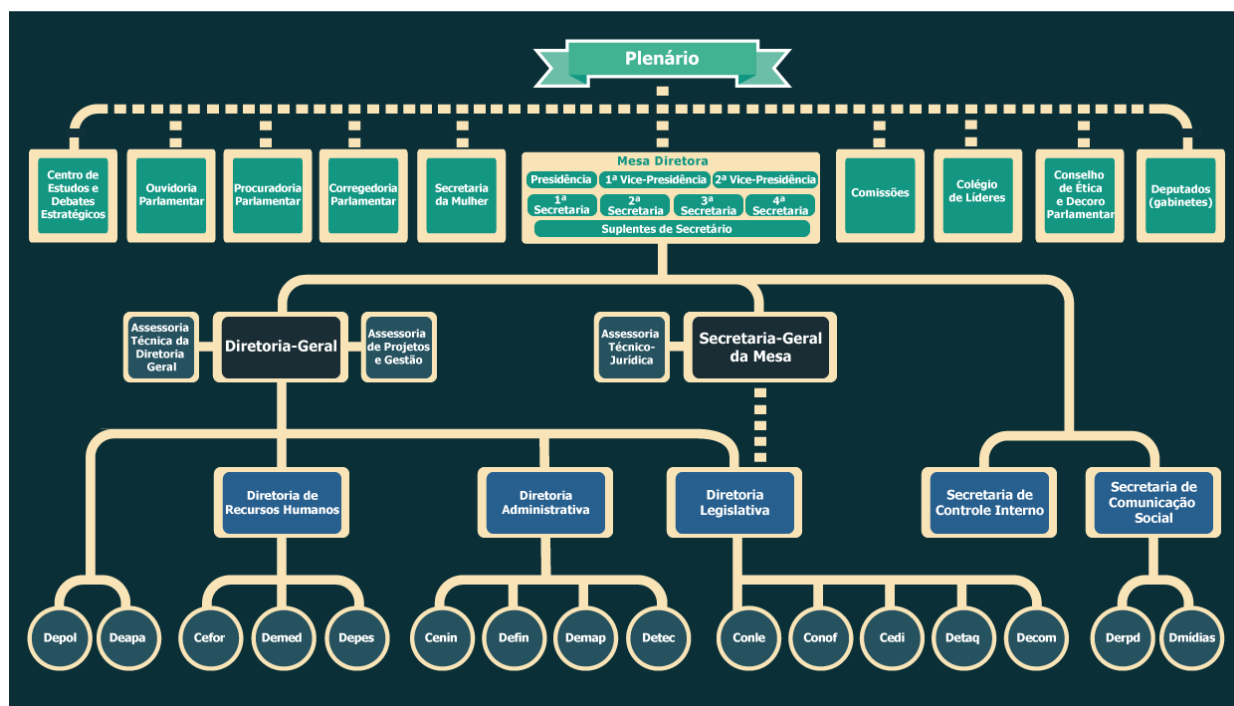 Plenário
Centro de
Estudos e
Debates
Estratégicos
Ouvidoria
Parlamentar
Procuradoria
Parlamentar
Corregedoria
Parlamentar
Secretaria
da Mulher
Mesa Diretora
Presidência
1ª Vice-Presidência
2ª Vice-Presidência
1ª
Secretaria
2ª
Secretaria
3ª
Secretaria
4ª
Secretaria
Suplentes de Secretário
Comissões
Colégio
de Líderes
Conselho
de Ética
e Decoro
Parlamentar
Deputados
(gabinetes)
Assessoria
Técnica da
Diretoria
Geral
Diretoria-Geral
Assessoria
de Projetos
e Gestão
Assessoria
Técnico-
Jurídica
Secretaria-Geral
da Mesa
Diretoria de
Recursos Humanos
Diretoria
Administrativa
Diretoria
Legislativa
Secretaria de
Controle Interno
Secretaria de
Comunicação
Social
Depol
Deapa
Cefor
Demed
Depes
Cenin
Defin
Demap
Detec
Conle
Conof
Cedi
Detaq
Decom
Derpd
Dmídias